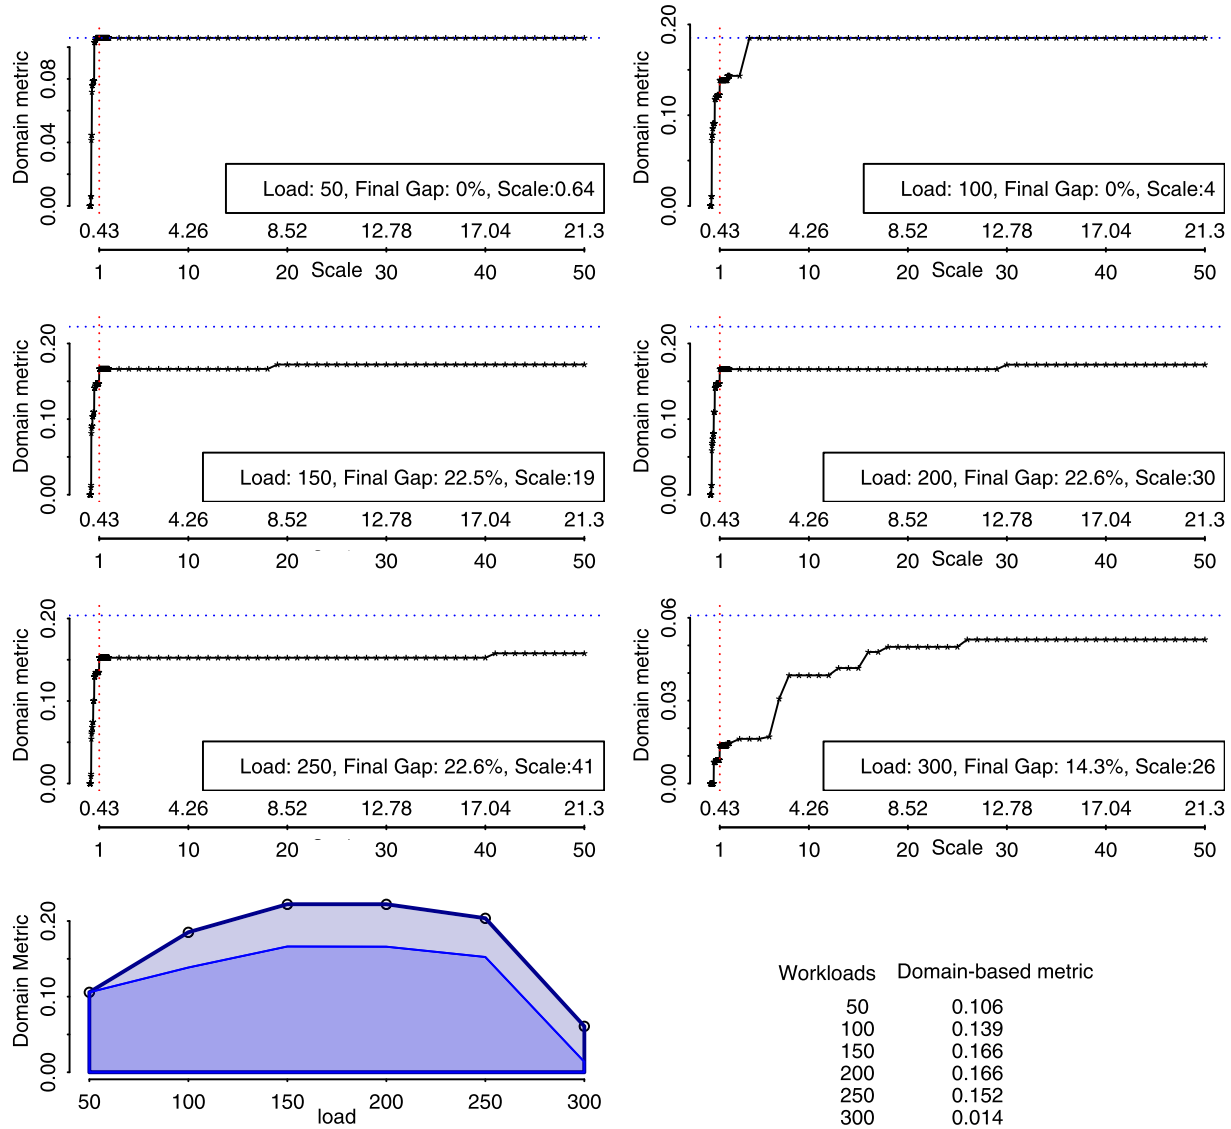 Domain metric
0.00 0.04 0.08
Load: 50, Final Gap: 0%, Scale:0.64
0.43 4.26 8.52 12.78 17.04 21.3
1 10 20 30 40 50
Scale
Domain metric
0.00 0.10 0.20
Load: 100, Final Gap: 0%, Scale:4
0.43 4.26 8.52 12.78 17.04 21.3
1 10 20 30 40 50
Scale
Domain metric
0.00 0.10 0.20
Load: 150, Final Gap: 22.5%, Scale:19
0.43 4.26 8.52 12.78 17.04 21.3
1 10 20 30 40 50
Domain metric
0.00 0.10 0.20
Load: 200, Final Gap: 22.6%, Scale:30
0.43 4.26 8.52 12.78 17.04 21.3
1 10 20 30 40 50
Scale
Domain metric
0.00 0.10 0.20
Load: 250, Final Gap: 22.6%, Scale:41
0.43 4.26 8.52 12.78 17.04 21.3
1 10 20 30 40 50
Domain metric
0.00 0.03 0.06
Load: 300, Final Gap: 14.3%, Scale:26
0.43 4.26 8.52 12.78 17.04 21.3
1 10 20 30 40 50
Scale
Domain Metric
0.00 0.10 0.20
50 100 150 200 250 300
load
Workloads Domain-based metric
50 0.106
100 0.139
150 0.166
200 0.166
250 0.152
300 0.014